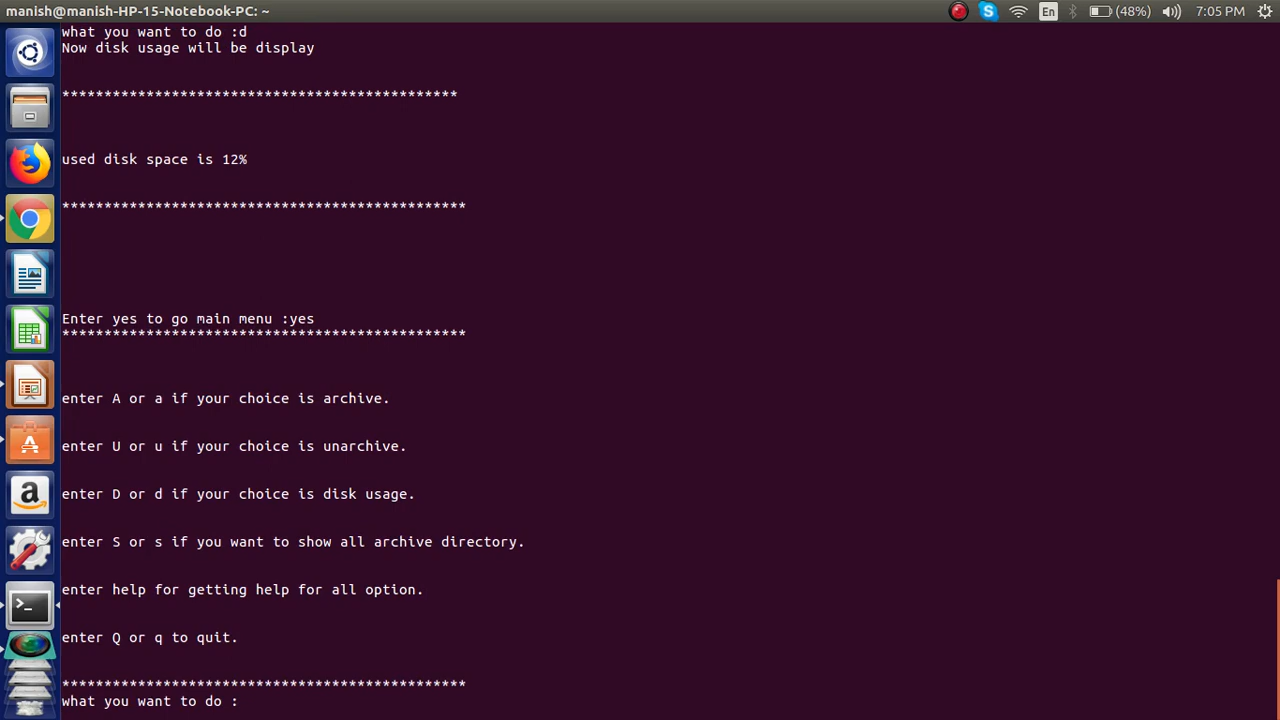 manish@manish-HP-15-Notebook-PC: ~
En
(48%)
7:05 PM
what you want to do :d
Now disk usage will be display
***********************************************
used disk space is 12%
************************************************
Enter yes to go main menu :yes
************************************************
enter A or a if your choice is archive.
enter U or u if your choice is unarchive.
enter D or d if your choice is disk usage.
enter S or s if you want to show all archive directory.
enter help for getting help for all option.
enter Q or q to quit.
************************************************
what you want to do :